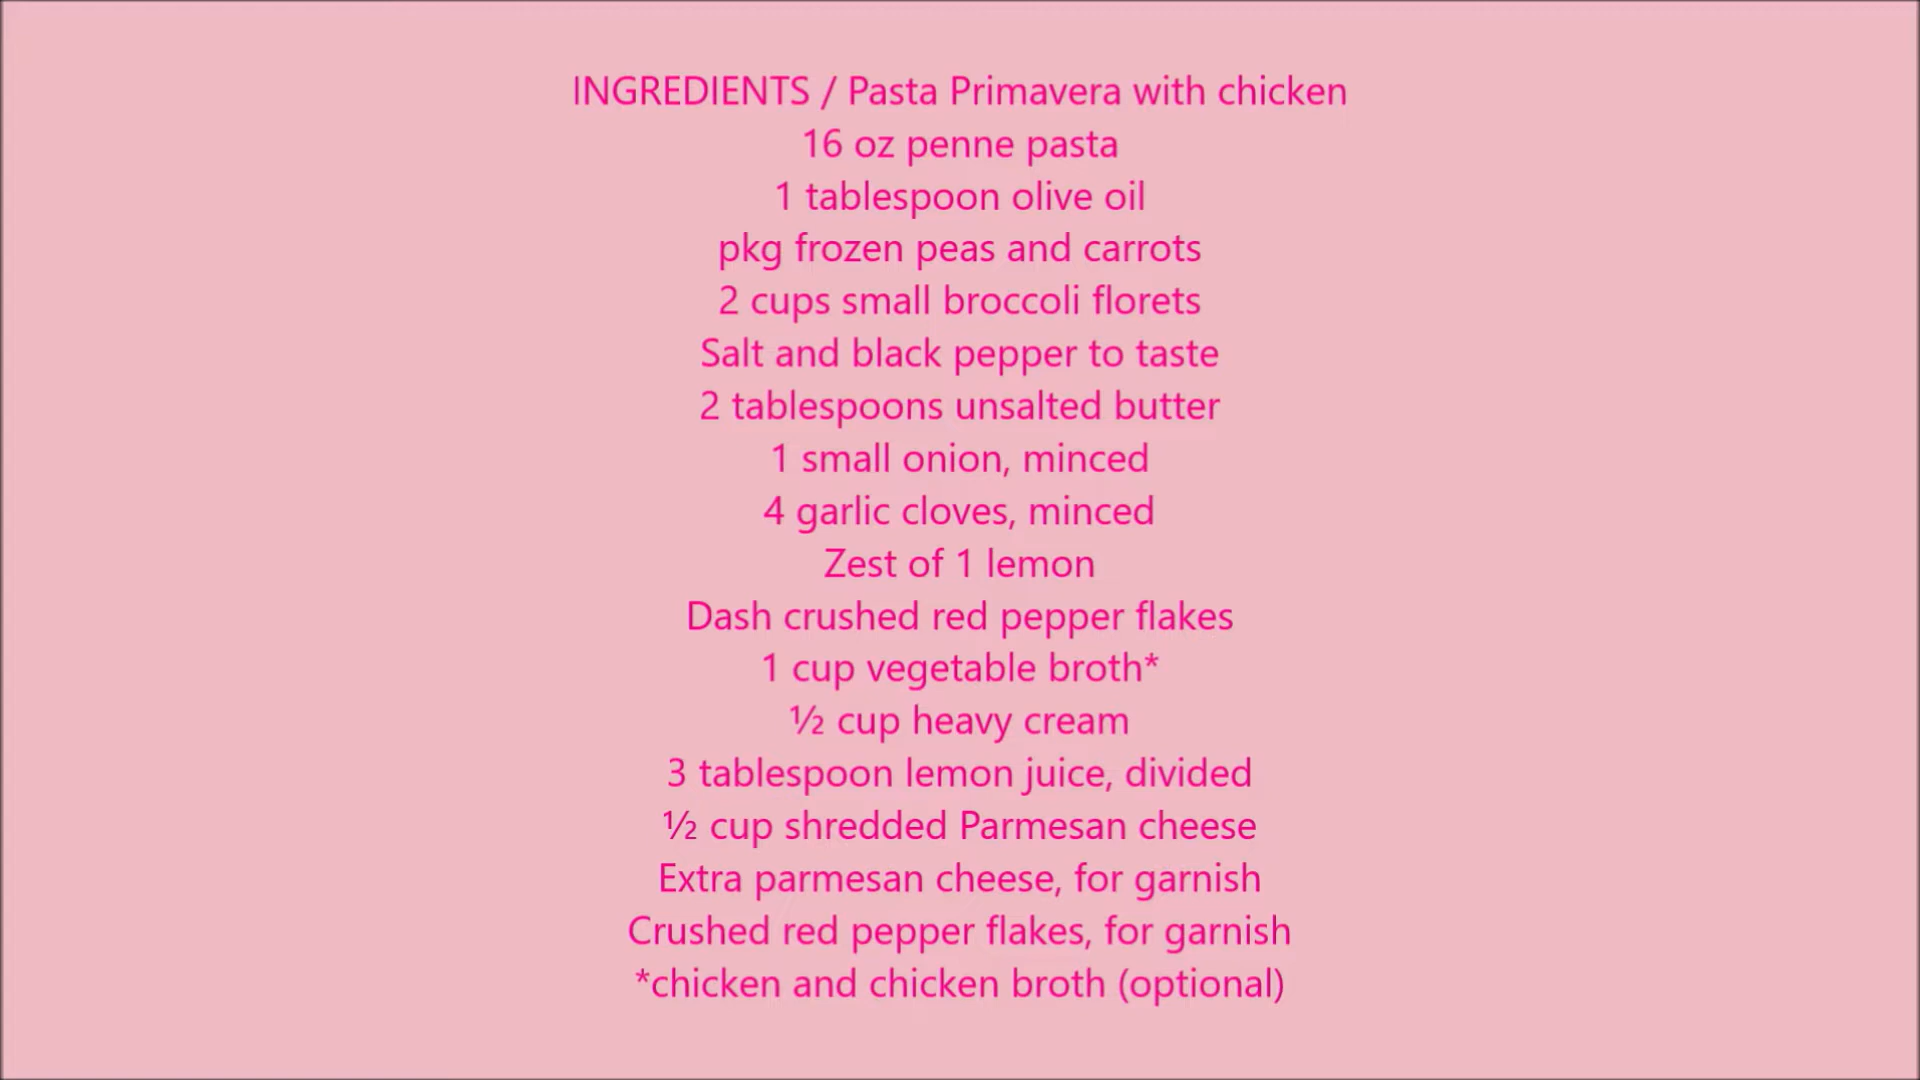 INGREDIENTS / Pasta Primavera with chicken
16 oz penne pasta
1 tablespoon olive oil
pkg frozen peas and carrots
2 cups small broccoli florets
Salt and black pepper to taste
2 tablespoons unsalted butter
1 small onion, minced
4 garlic cloves, minced
Zest of 1 lemon
Dash crushed red pepper flakes
1 cup vegetable broth*
½ cup heavy cream
3 tablespoon lemon juice, divided
½ cup shredded Parmesan cheese
Extra parmesan cheese, for garnish
Crushed red pepper flakes, for garnish
*chicken and chicken broth (optional)